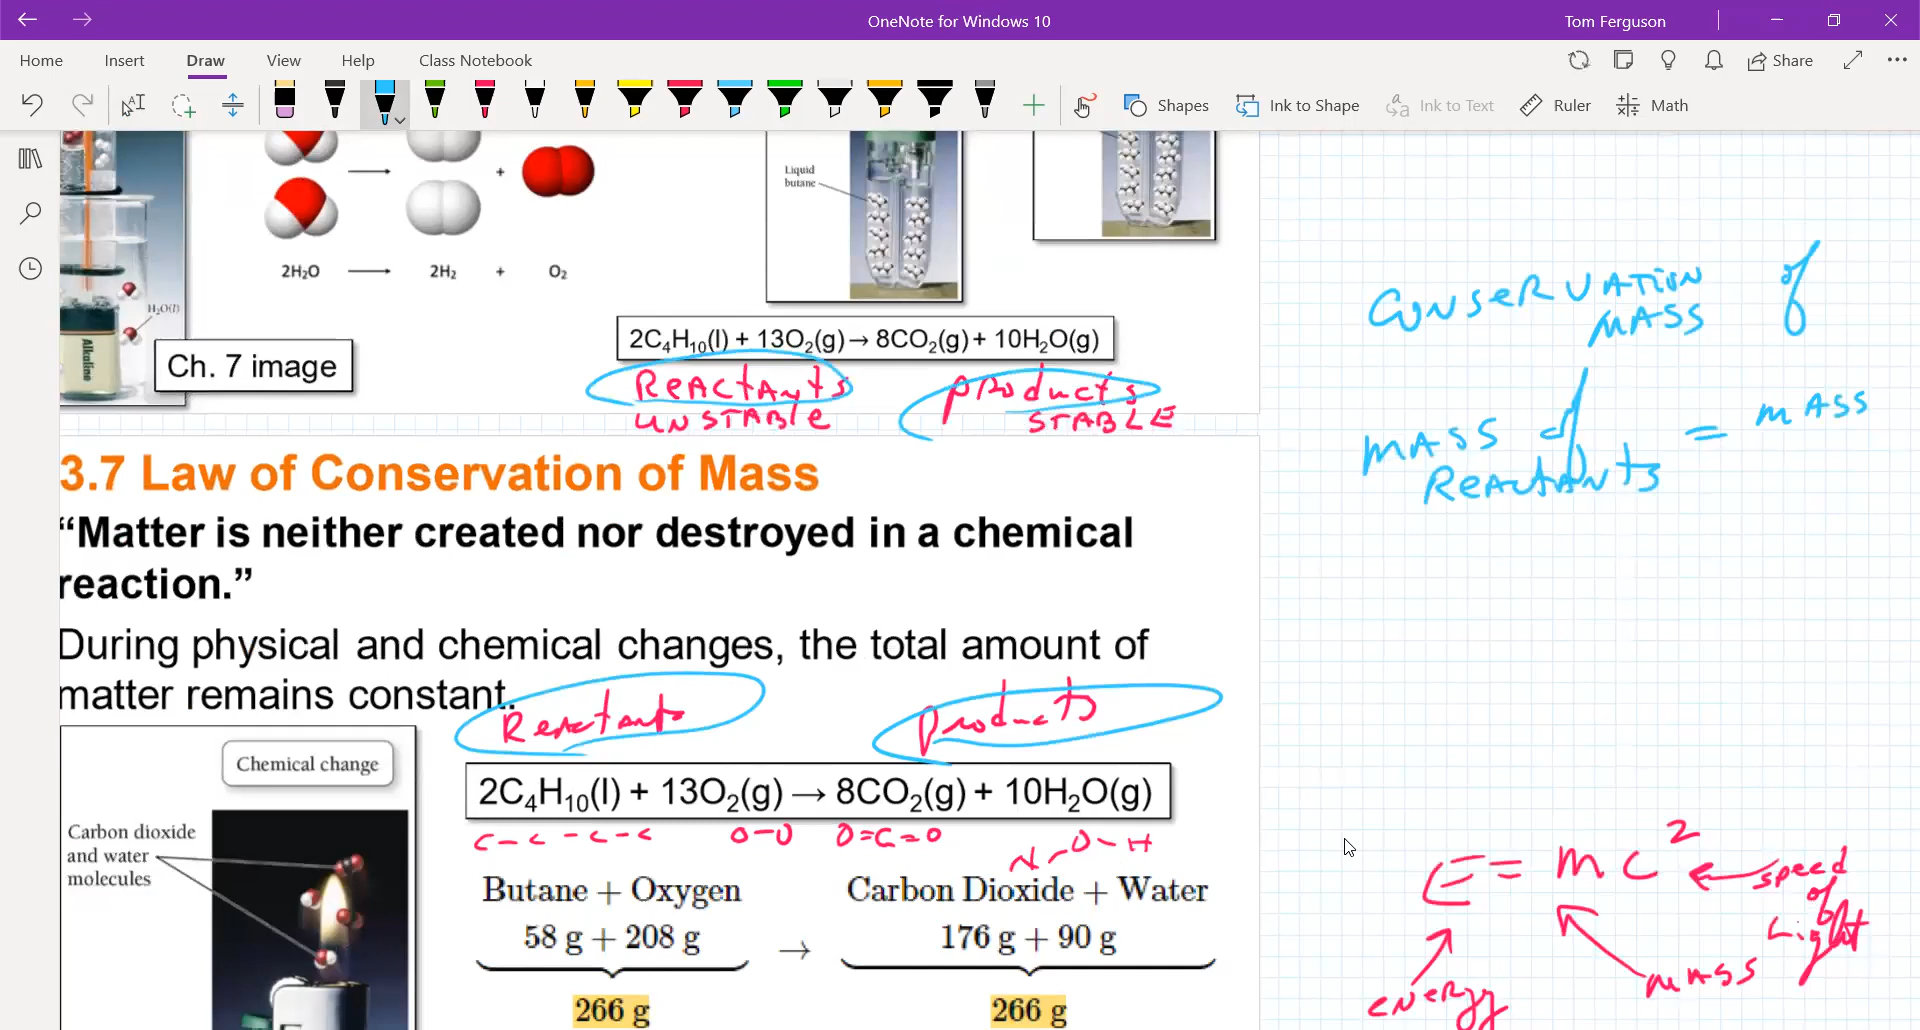 OneNote for Windows 10
Tom Ferguson
Home Insert Draw View Help Class Notebook
Share
Shapes Ink to Shape Ink to Text Ruler Math
Liquid
butane
+
2H₂O → 2H₂ + O₂
H₂O(l)
Alkaline
Ch. 7 image
2C₄H₁₀(l) + 13O₂(g) → 8CO₂(g) + 10H₂O(g)
Reactants
UNSTABLE
products
STABLE
CONSERVATION of
MASS
MASS of = MASS
REACTANTS
3.7 Law of Conservation of Mass
“Matter is neither created nor destroyed in a chemical
reaction.”
During physical and chemical changes, the total amount of
matter remains constant.
Reactants
products
Chemical change
Carbon dioxide
and water
molecules
2C₄H₁₀(l) + 13O₂(g) → 8CO₂(g) + 10H₂O(g)
C-C-C-C O-O O=C=O
H-O-H
Butane + Oxygen
Carbon Dioxide + Water
58 g + 208 g → 176 g + 90 g
266 g
266 g
E = mc² ← speed
of
Light
energy
MASS